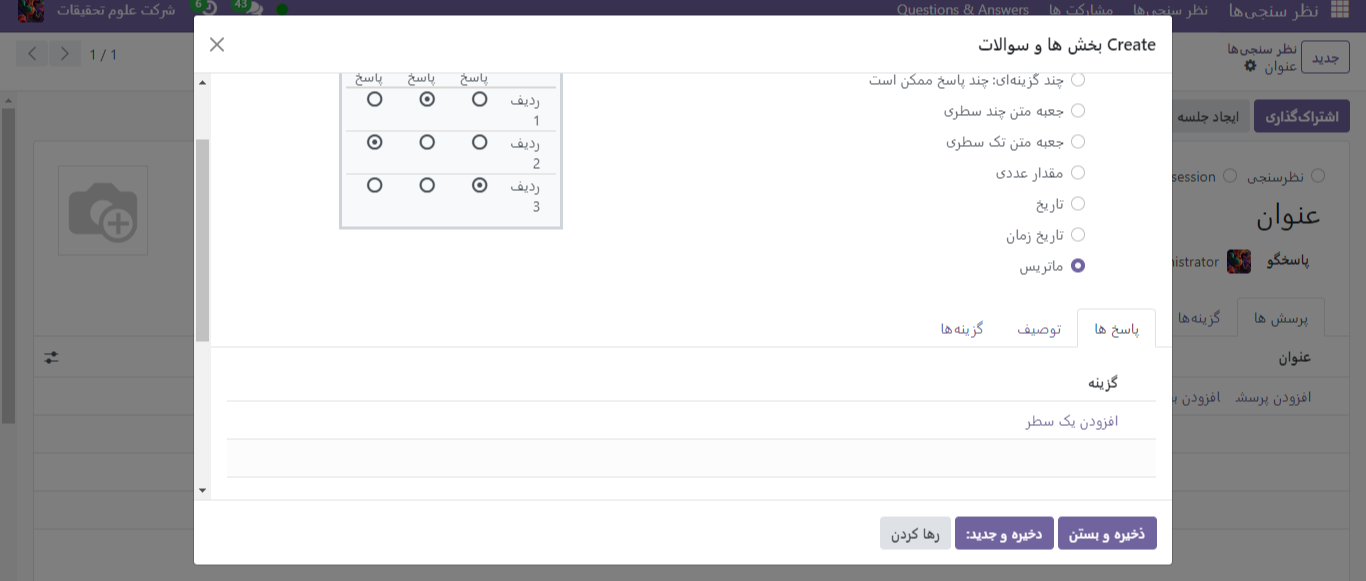 نظر سنجی‌ها نظر سنجی‌ها مشارکت ها Questions & Answers
43 6 شرکت علوم تحقیقات
جدید
نظر سنجی‌ها
عنوان
1 / 1
Create بخش ها و سوالات
اشتراک‌گذاری ایجاد جلسه
نظرسنجی session
عنوان
پاسخگو
پرسش ها گزینه‌ها
عنوان
افزودن پرسش افزودن
چند گزینه‌ای: چند پاسخ ممکن است
جعبه متن چند سطری
جعبه متن تک سطری
مقدار عددی
تاریخ
تاریخ زمان
ماتریس
پاسخ پاسخ پاسخ
ردیف
1
ردیف
2
ردیف
3
پاسخ ها توصیف گزینه‌ها
گزینه
افزودن یک سطر
ذخیره و بستن دخیره و جدید: رها کردن